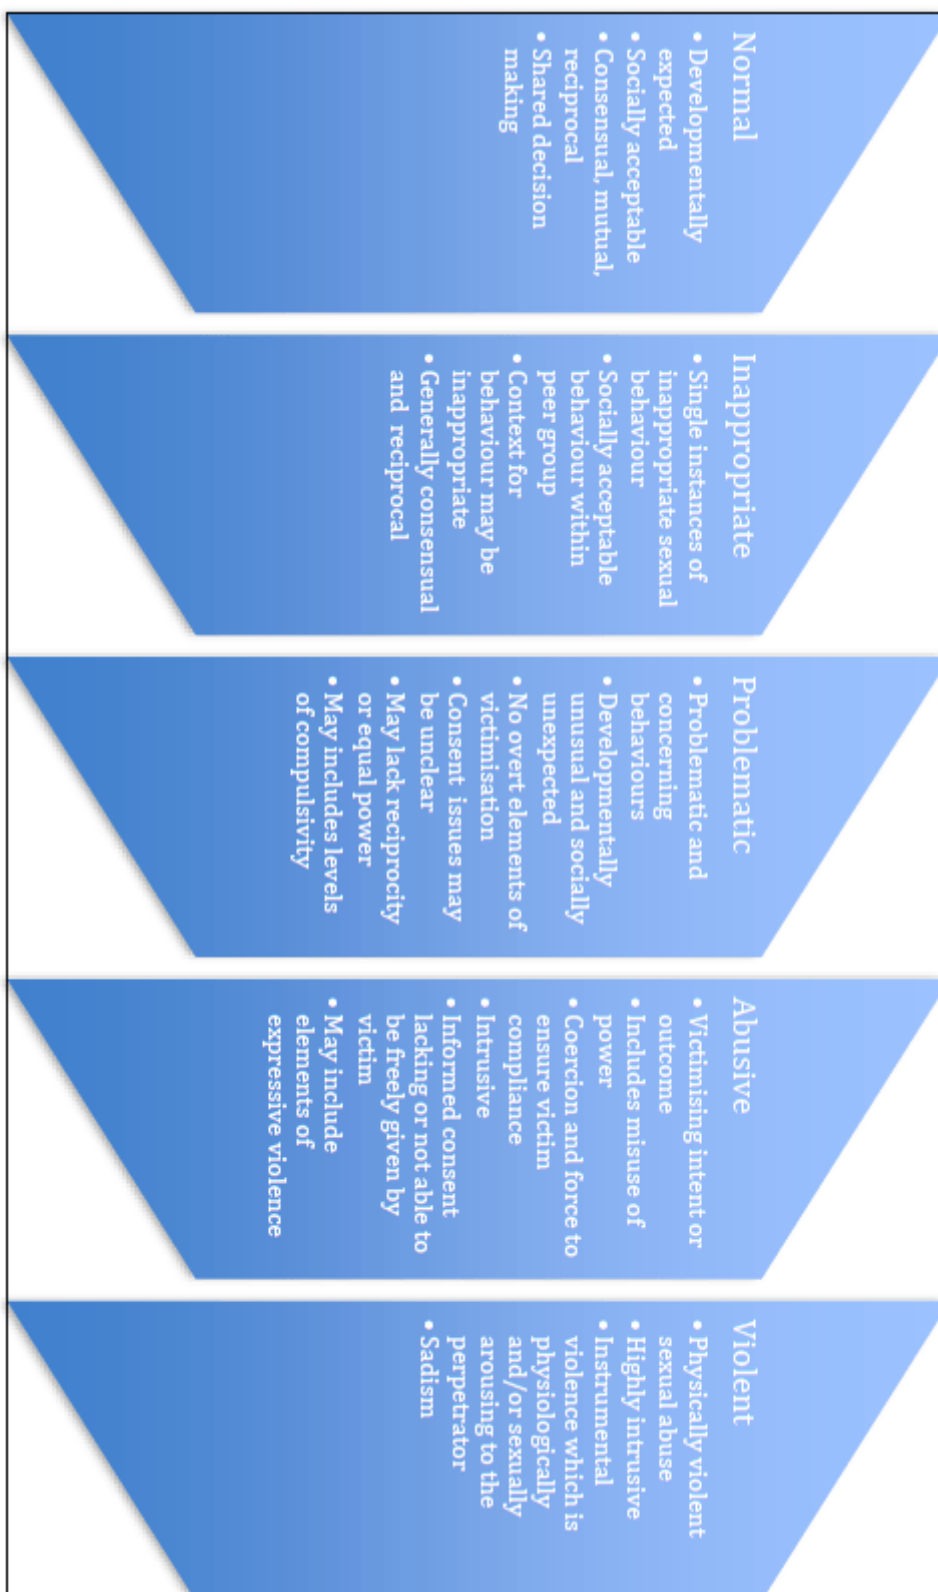 Normal
• Developmentally
expected
• Socially acceptable
• Consensual, mutual,
reciprocal
• Shared decision
making
Inappropriate
• Single instances of
inappropriate sexual
behaviour
• Socially acceptable
behaviour within
peer group
• Context for
behaviour may be
inappropriate
• Generally consensual
and reciprocal
Problematic
• Problematic and
concerning
behaviours
• Developmentally
unusual and socially
unexpected
• No overt elements of
victimisation
• Consent issues may
be unclear
• May lack reciprocity
or equal power
• May includes levels
of compulsivity
Abusive
• Victimising intent or
outcome
• Includes misuse of
power
• Coercion and force to
ensure victim
compliance
• Intrusive
• Informed consent
lacking or not able to
be freely given by
victim
• May include
elements of
expressive violence
Violent
• Physically violent
sexual abuse
• Highly intrusive
• Instrumental
violence which is
physiologically
and/or sexually
arousing to the
perpetrator
• Sadism